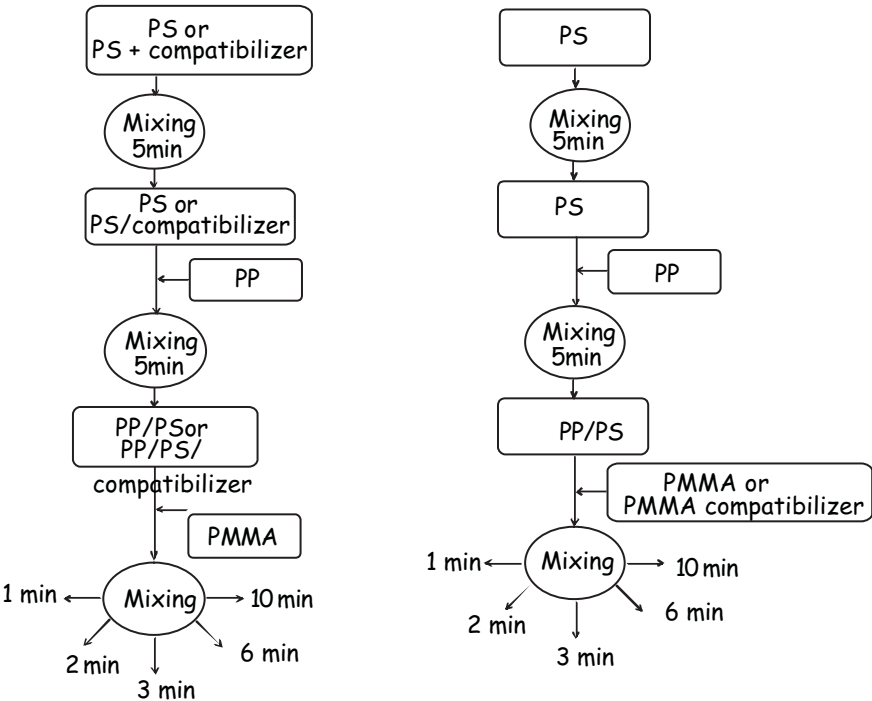 PS or
PS + compatibilizer
Mixing
5min
PS or
PS/compatibilizer
PP
Mixing
5min
PP/PSor
PP/PS/
compatibilizer
PMMA
Mixing
1 min
10 min
2 min
6 min
3 min
PS
Mixing
5min
PS
PP
Mixing
5min
PP/PS
PMMA or
PMMA compatibilizer
Mixing
1 min
10 min
2 min
6 min
3 min